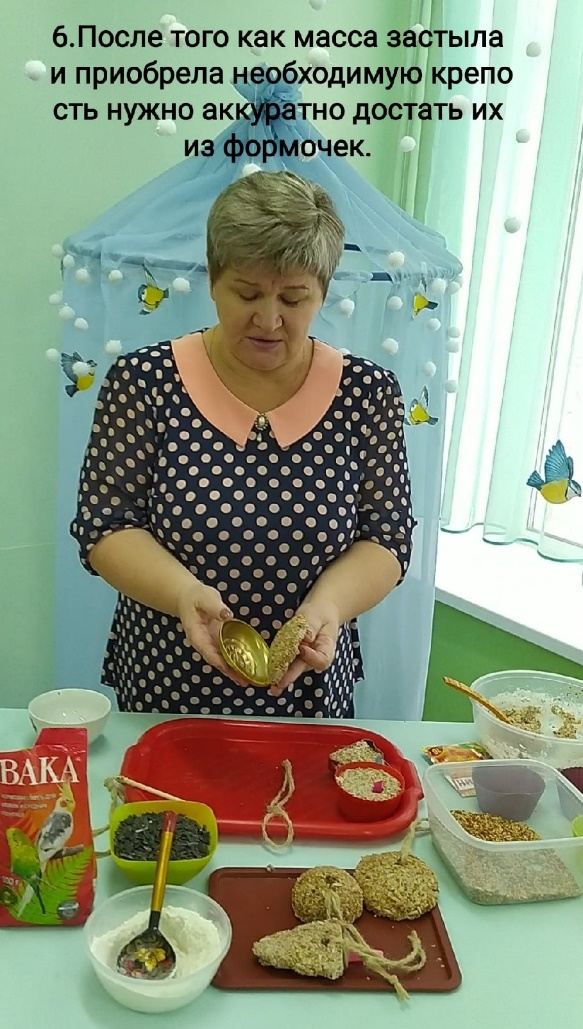 6.После того как масса застыла
и приобрела необходимую крепо
сть нужно аккуратно достать их
из формочек.
ВАКА